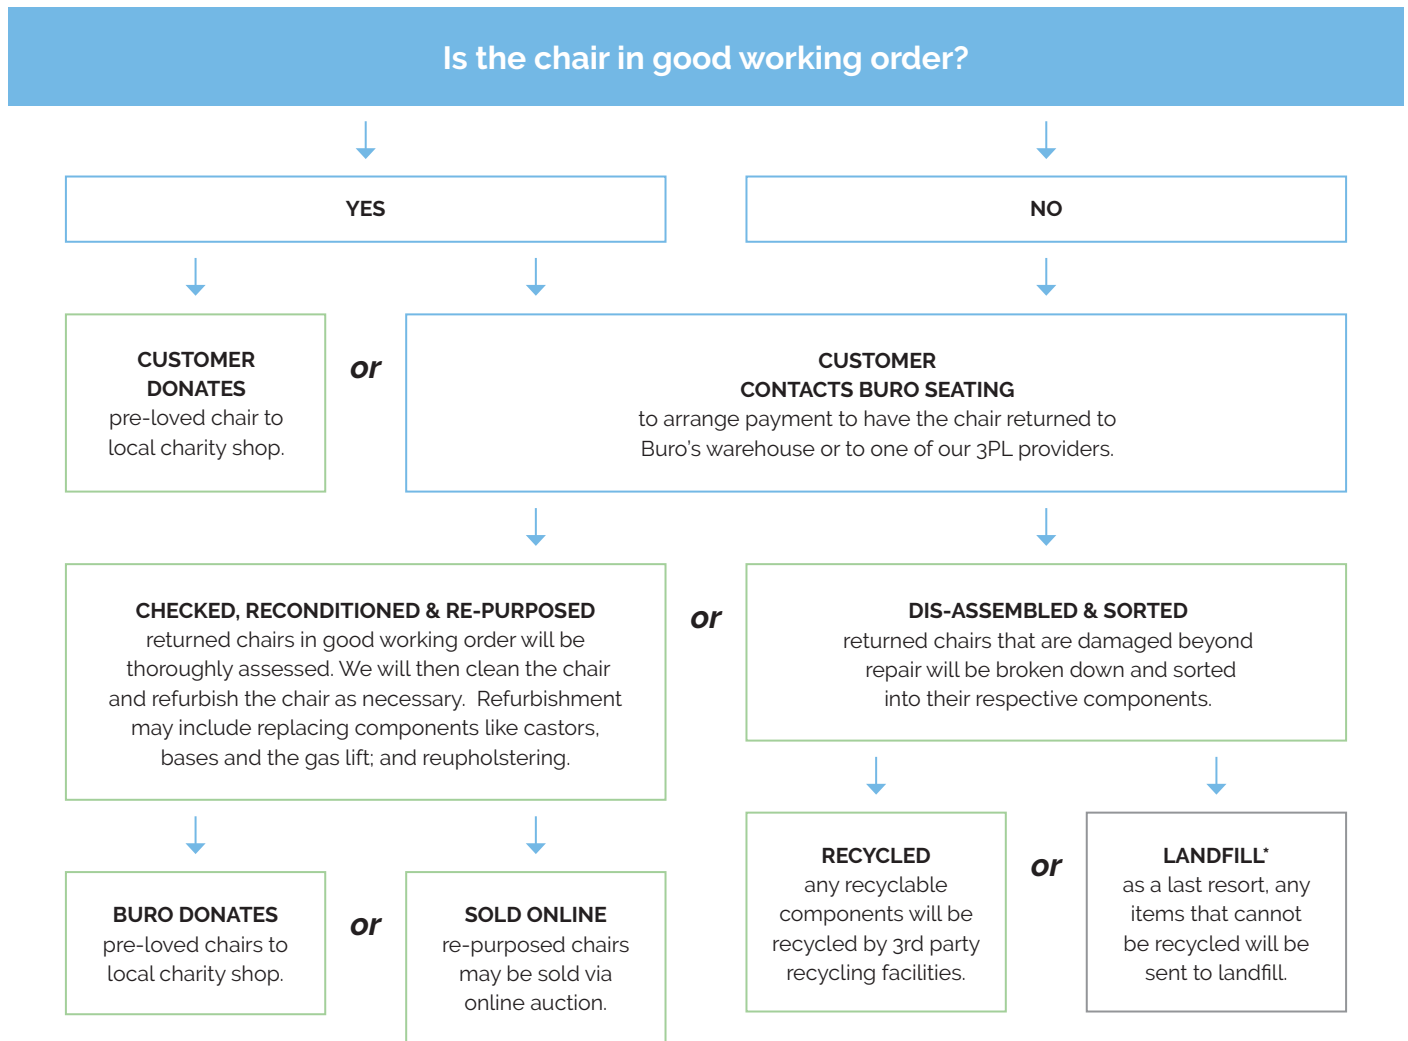 Is the chair in good working order?
YES
NO
CUSTOMER
DONATES
pre-loved chair to
local charity shop.
or
CUSTOMER
CONTACTS BURO SEATING
to arrange payment to have the chair returned to
Buro's warehouse or to one of our 3PL providers.
CHECKED, RECONDITIONED & RE-PURPOSED
returned chairs in good working order will be
thoroughly assessed. We will then clean the chair
and refurbish the chair as necessary.  Refurbishment
may include replacing components like castors,
bases and the gas lift; and reupholstering.
or
DIS-ASSEMBLED & SORTED
returned chairs that are damaged beyond
repair will be broken down and sorted
into their respective components.
BURO DONATES
pre-loved chairs to
local charity shop.
or
SOLD ONLINE
re-purposed chairs
may be sold via
online auction.
RECYCLED
any recyclable
components will be
recycled by 3rd party
recycling facilities.
or
LANDFILL*
as a last resort, any
items that cannot
be recycled will be
sent to landfill.